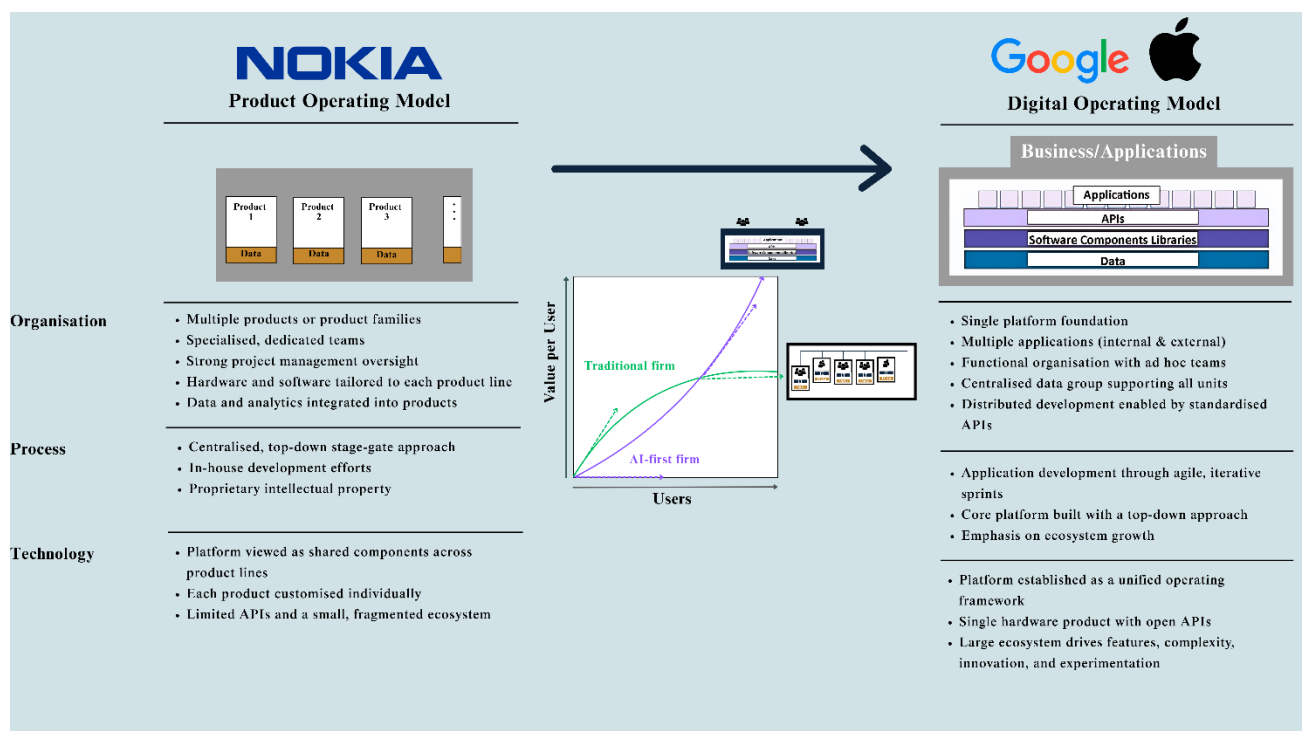 NOKIA
Product Operating Model
Google
Digital Operating Model
Product
1
Data
Product
2
Data
Product
3
Data
Business/Applications
Applications
APIs
Software Components Libraries
Data
Organisation
• Multiple products or product families
• Specialised, dedicated teams
• Strong project management oversight
• Hardware and software tailored to each product line
• Data and analytics integrated into products
Process
• Centralised, top-down stage-gate approach
• In-house development efforts
• Proprietary intellectual property
Technology
• Platform viewed as shared components across
product lines
• Each product customised individually
• Limited APIs and a small, fragmented ecosystem
Value per User
Traditional firm
AI-first firm
Users
• Single platform foundation
• Multiple applications (internal & external)
• Functional organisation with ad hoc teams
• Centralised data group supporting all units
• Distributed development enabled by standardised
APIs
• Application development through agile, iterative
sprints
• Core platform built with a top-down approach
• Emphasis on ecosystem growth
• Platform established as a unified operating
framework
• Single hardware product with open APIs
• Large ecosystem drives features, complexity,
innovation, and experimentation